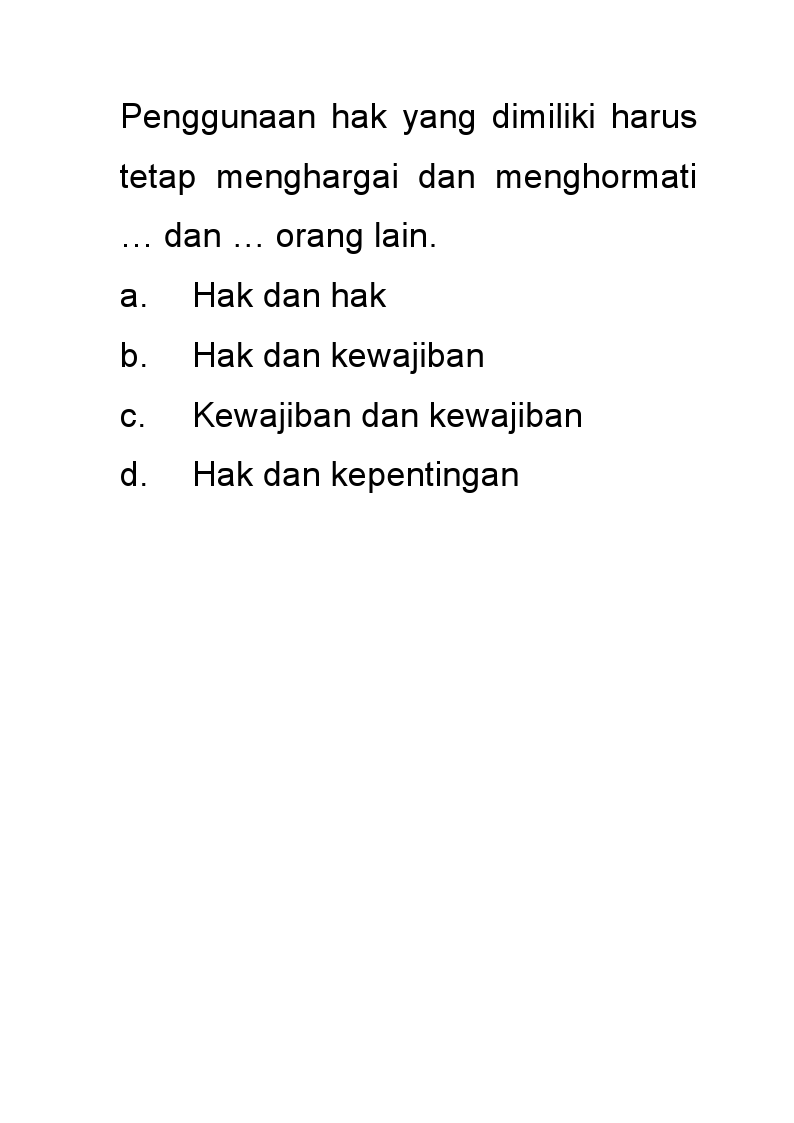 Penggunaan hak yang dimiliki harus
tetap menghargai dan menghormati
… dan … orang lain.
a. Hak dan hak
b. Hak dan kewajiban
c. Kewajiban dan kewajiban
d. Hak dan kepentingan